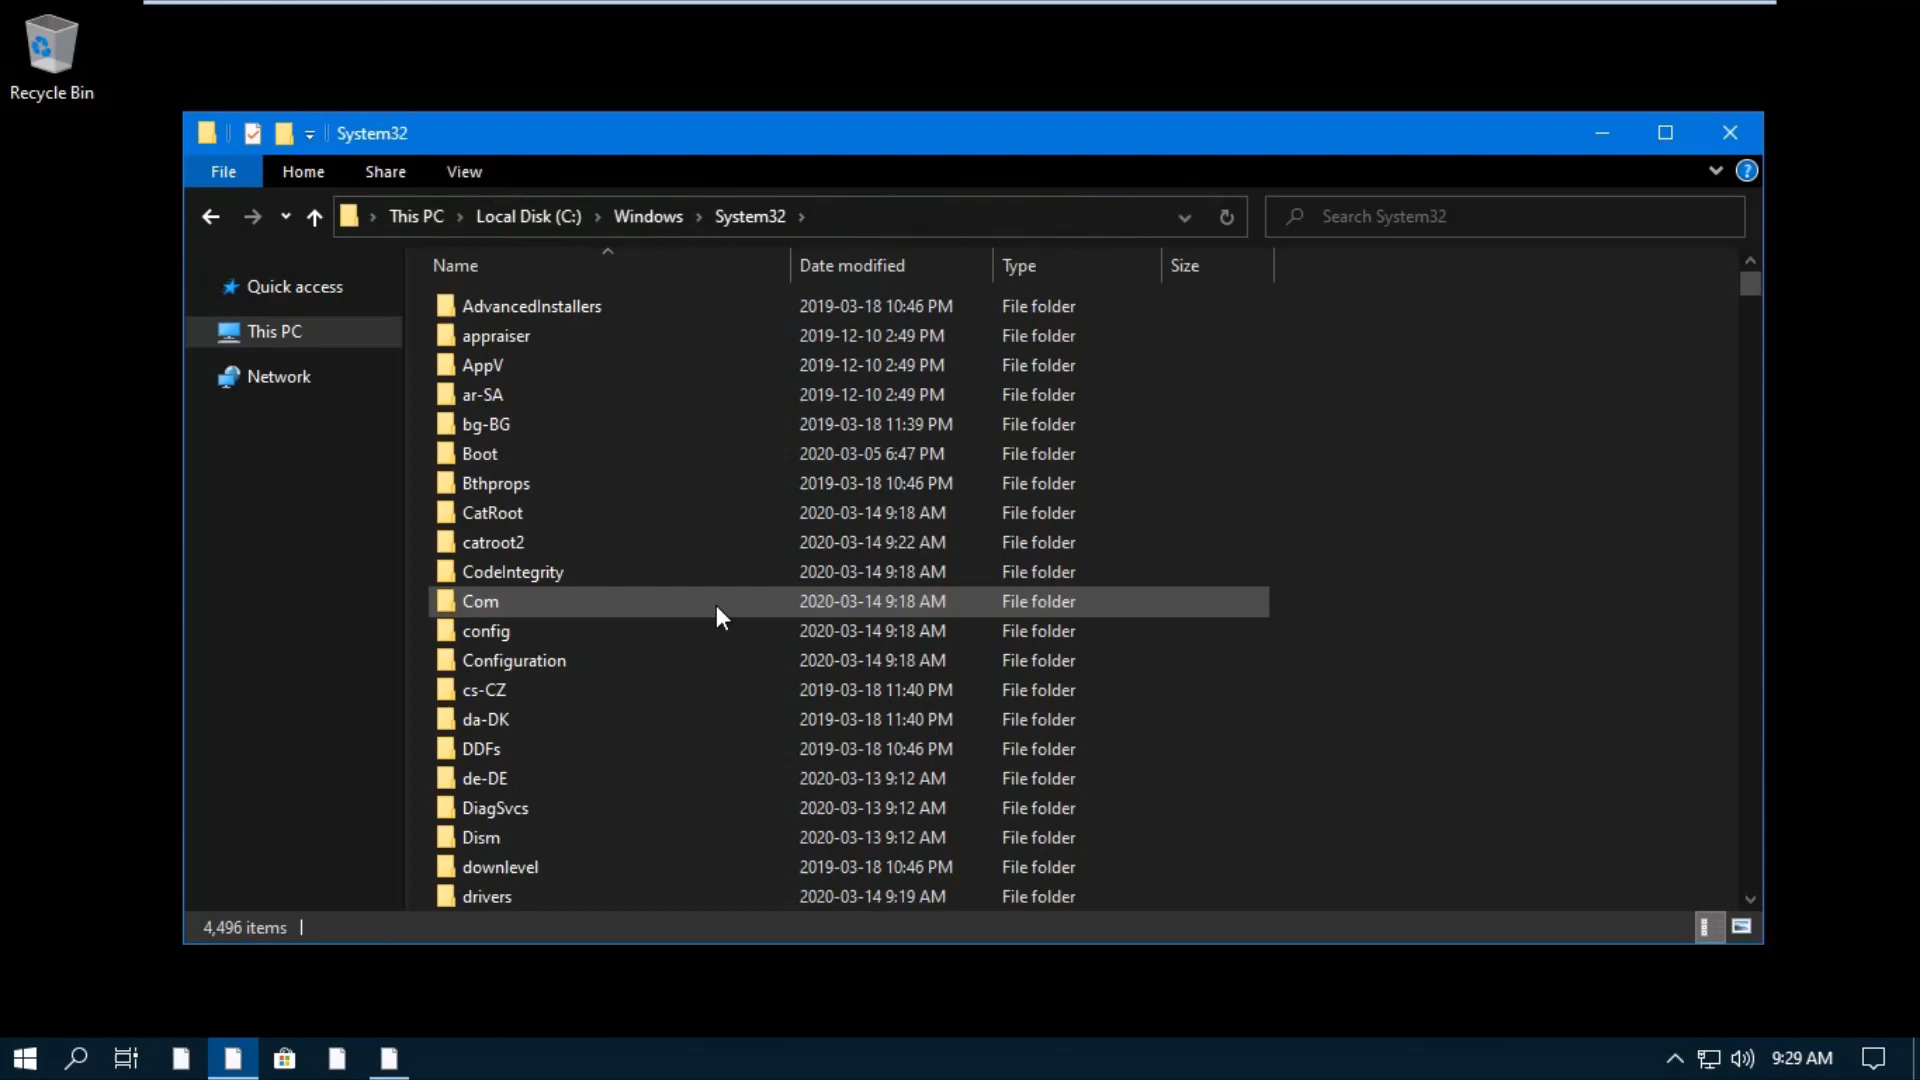 Recycle Bin
System32
File Home Share View
This PC Local Disk (C:) Windows System32
Search System32
Name Date modified Type Size
Quick access
This PC
Network
AdvancedInstallers 2019-03-18 10:46 PM File folder
appraiser 2019-12-10 2:49 PM File folder
AppV 2019-12-10 2:49 PM File folder
ar-SA 2019-12-10 2:49 PM File folder
bg-BG 2019-03-18 11:39 PM File folder
Boot 2020-03-05 6:47 PM File folder
Bthprops 2019-03-18 10:46 PM File folder
CatRoot 2020-03-14 9:18 AM File folder
catroot2 2020-03-14 9:22 AM File folder
CodeIntegrity 2020-03-14 9:18 AM File folder
Com 2020-03-14 9:18 AM File folder
config 2020-03-14 9:18 AM File folder
Configuration 2020-03-14 9:18 AM File folder
cs-CZ 2019-03-18 11:40 PM File folder
da-DK 2019-03-18 11:40 PM File folder
DDFs 2019-03-18 10:46 PM File folder
de-DE 2020-03-13 9:12 AM File folder
DiagSvcs 2020-03-13 9:12 AM File folder
Dism 2020-03-13 9:12 AM File folder
downlevel 2019-03-18 10:46 PM File folder
drivers 2020-03-14 9:19 AM File folder
4,496 items
9:29 AM